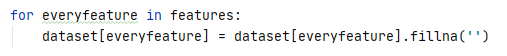 for everyfeature in features:
    dataset[everyfeature] = dataset[everyfeature].fillna('')